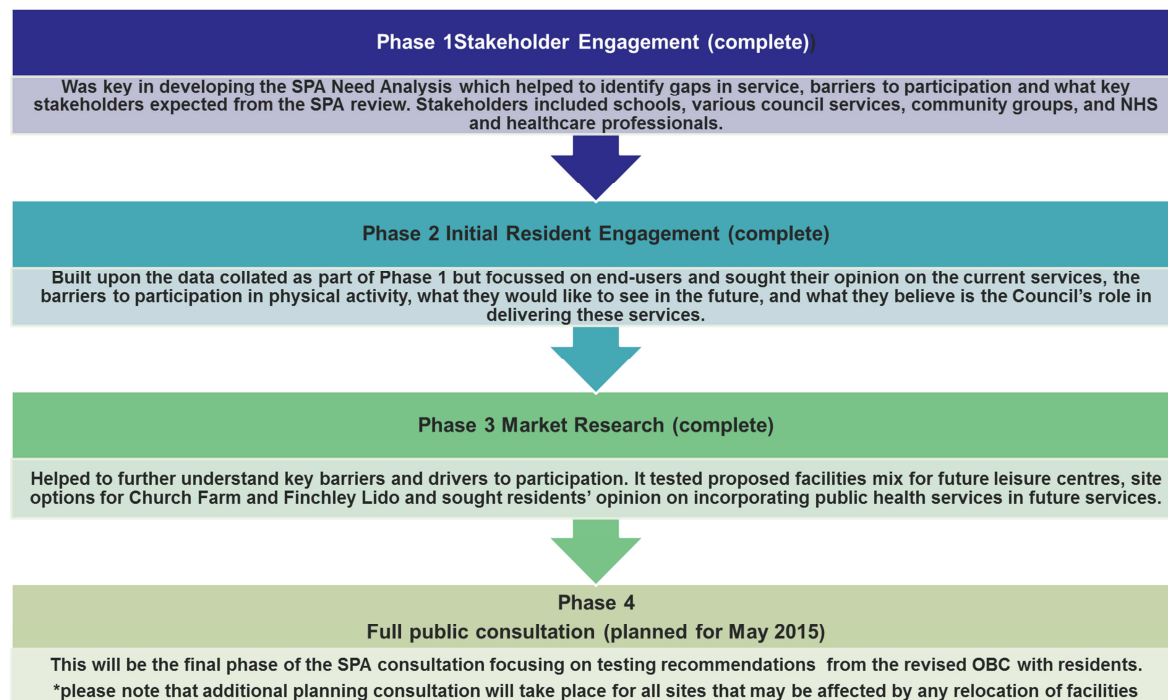 Phase 1Stakeholder Engagement (complete))
Was key in developing the SPA Need Analysis which helped to identify gaps in service, barriers to participation and what key
stakeholders expected from the SPA review. Stakeholders included schools, various council services, community groups, and NHS
and healthcare professionals.
Phase 2 Initial Resident Engagement (complete)
Built upon the data collated as part of Phase 1 but focussed on end-users and sought their opinion on the current services, the
barriers to participation in physical activity, what they would like to see in the future, and what they believe is the Council’s role in
delivering these services.
Phase 3 Market Research (complete)
Helped to further understand key barriers and drivers to participation. It tested proposed facilities mix for future leisure centres, site
options for Church Farm and Finchley Lido and sought residents’ opinion on incorporating public health services in future services.
Phase 4
Full public consultation (planned for May 2015)
This will be the final phase of the SPA consultation focusing on testing recommendations from the revised OBC with residents.
*please note that additional planning consultation will take place for all sites that may be affected by any relocation of facilities